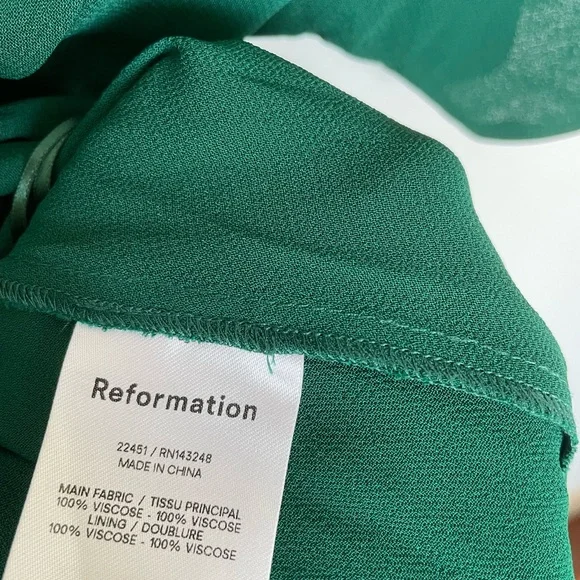 Reformation
22451 / RN143248
MADE IN CHINA
MAIN FABRIC / TISSU PRINCIPAL
100% VISCOSE - 100% VISCOSE
LINING / DOUBLURE
100% VISCOSE - 100% VISCOSE